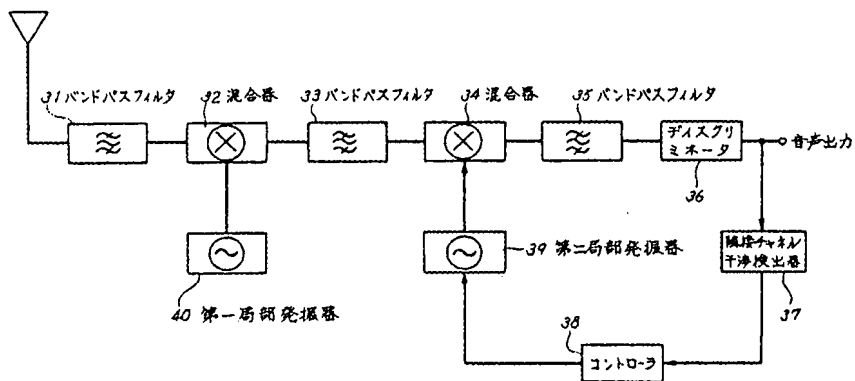 31 バンドパスフィルタ
32 混合器
33 バンドパスフィルタ
34 混合器
35 バンドパスフィルタ
ディスクリ
ミネータ
36
音声出力
隣接チャネル
干渉検出器
37
39 第二局部発振器
40 第一局部発振器
38
コントローラ